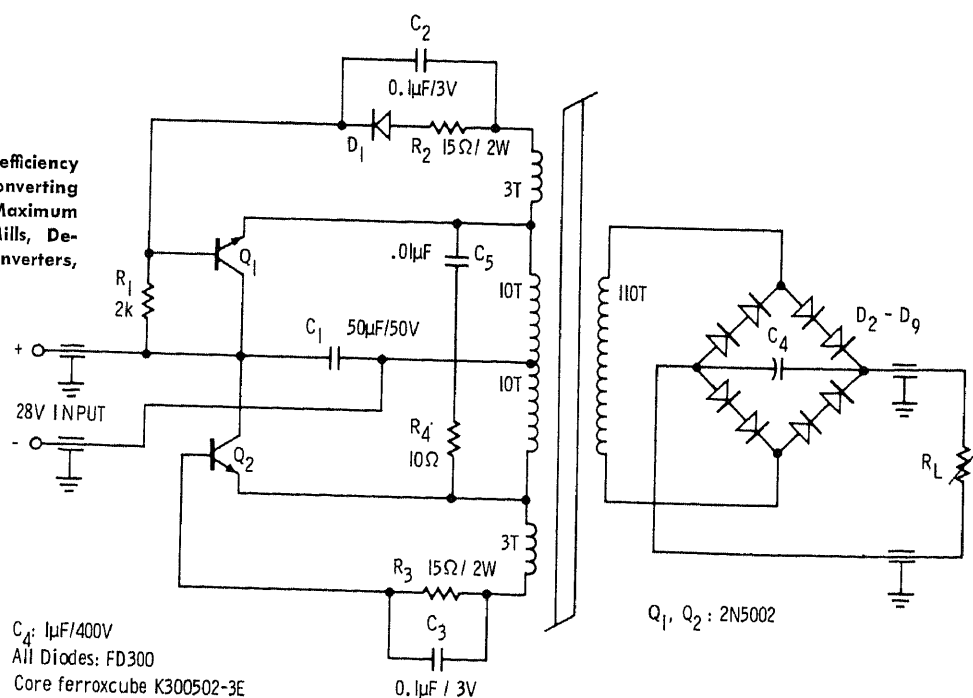 C2
0.1μF/3V
D1
R2
15Ω/ 2W
3T
efficiency
onverting
Maximum
Mills, De-
nverters,
Q1
.01μF
C5
R1
2k
10T
110T
C1
50μF/50V
D2 - D9
C4
+
10T
28V INPUT
-
R4
10Ω
Q2
RL
3T
R3
15Ω/ 2W
Q1, Q2: 2N5002
C4: 1μF/400V
C3
All Diodes: FD300
Core ferroxcube K300502-3E
0.1μF / 3V